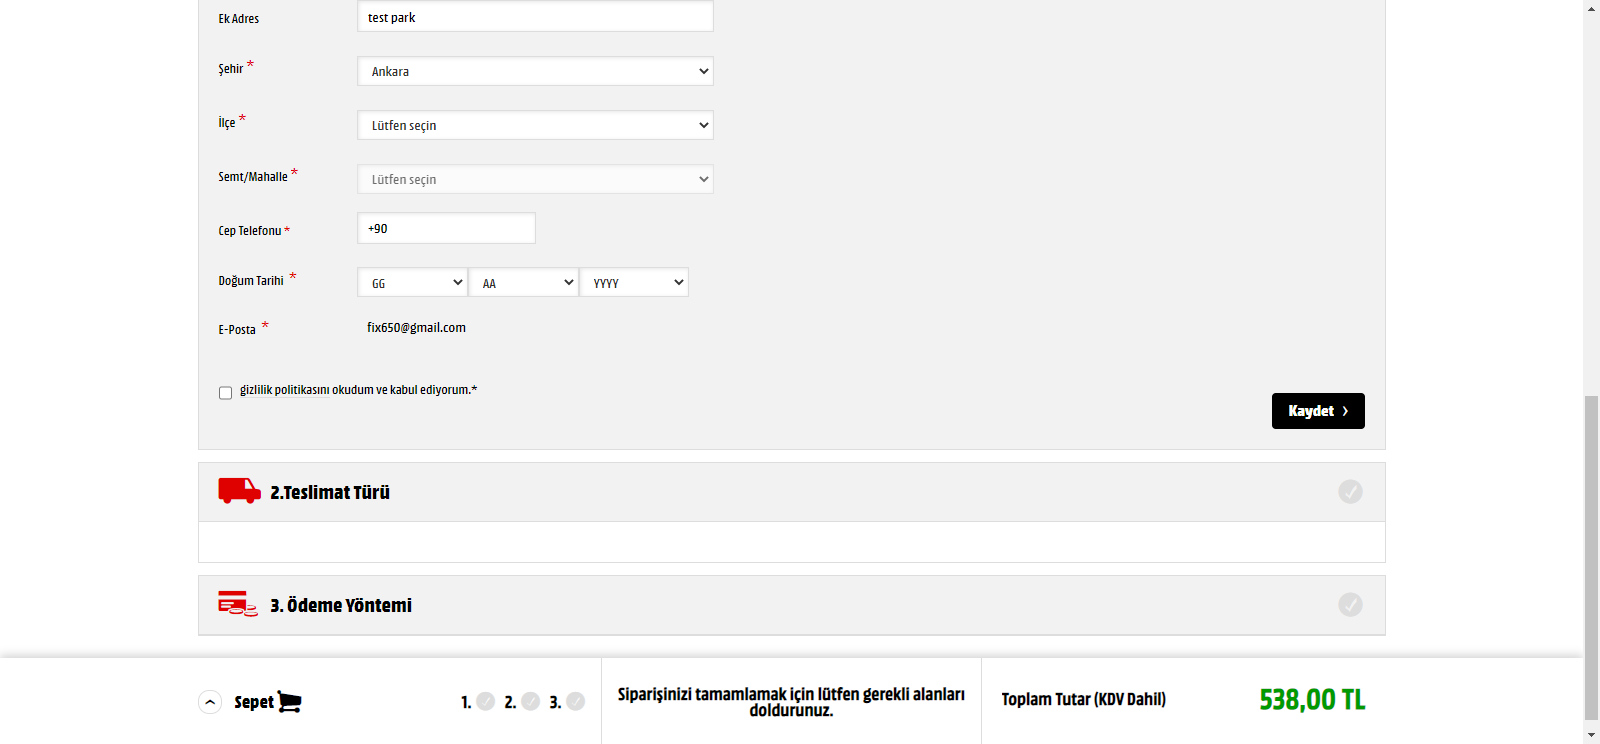 Ek Adres
test park
Şehir *
Ankara
İlçe *
Lütfen seçin
Semt/Mahalle *
Lütfen seçin
Cep Telefonu *
+90
Doğum Tarihi *
GG AA YYYY
E-Posta *
fix650@gmail.com
gizlilik politikasını okudum ve kabul ediyorum.*
Kaydet ›
2.Teslimat Türü
3. Ödeme Yöntemi
Sepet
1. 2. 3.
Siparişinizi tamamlamak için lütfen gerekli alanları
doldurunuz.
Toplam Tutar (KDV Dahil)
538,00 TL